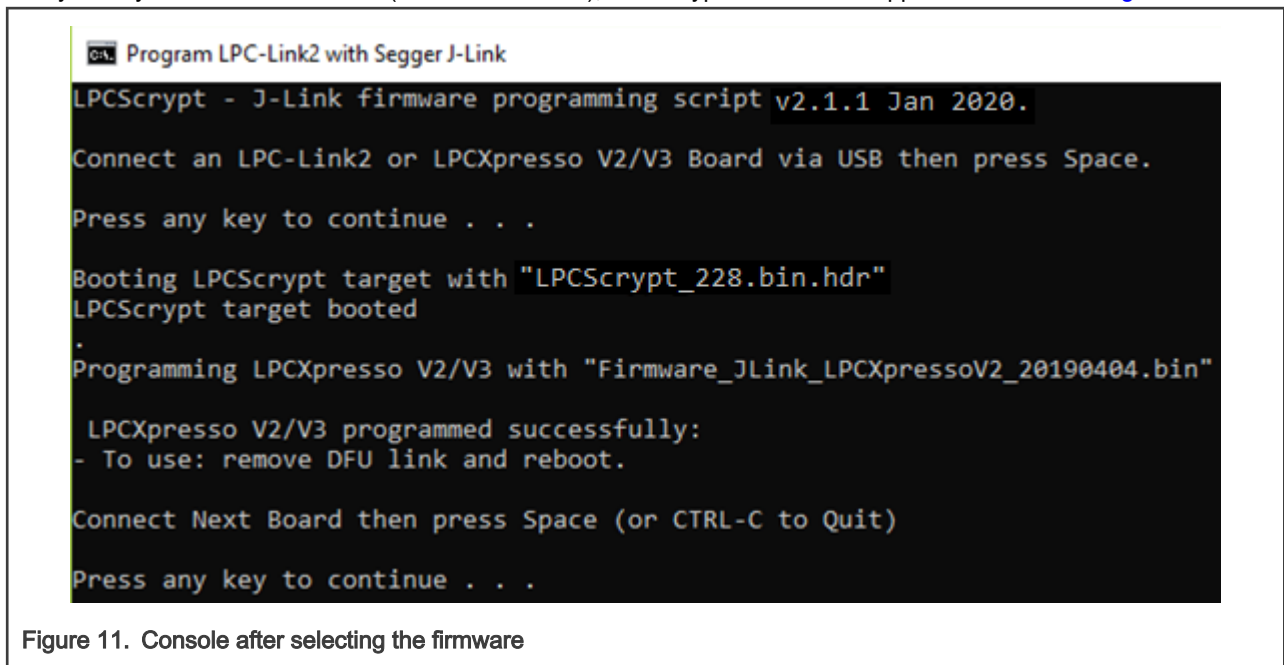 Program LPC-Link2 with Segger J-Link
LPCScrypt - J-Link firmware programming script v2.1.1 Jan 2020.
Connect an LPC-Link2 or LPCXpresso V2/V3 Board via USB then press Space.
Press any key to continue . . .
Booting LPCScrypt target with "LPCScrypt_228.bin.hdr"
LPCScrypt target booted
.
Programming LPCXpresso V2/V3 with "Firmware_JLink_LPCXpressoV2_20190404.bin"
LPCXpresso V2/V3 programmed successfully:
- To use: remove DFU link and reboot.
Connect Next Board then press Space (or CTRL-C to Quit)
Press any key to continue . . .
Figure 11. Console after selecting the firmware